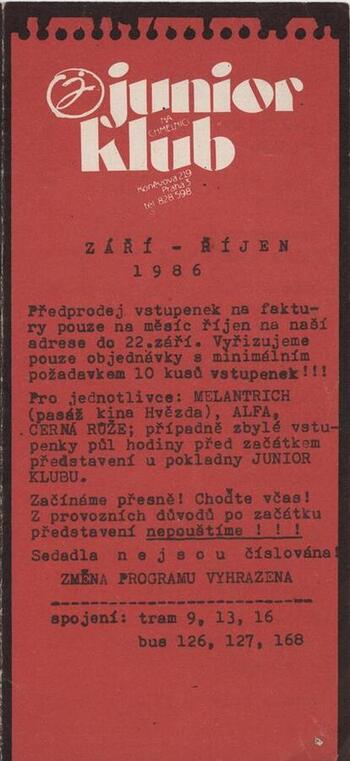 junior
klub
NA
CHMELNICI
Koněvova 219
Praha 3
tel. 828 598
ZÁŘÍ - ŘÍJEN
1986
Předprodej vstupenek na faktu-
ry pouze na měsíc říjen na naší
adrese do 22.září. Vyřizujeme
pouze objednávky s minimálním
požadavkem 10 kusů vstupenek!!!
Pro jednotlivce: MELANTRICH
(pasáž kina Hvězda), ALFA,
ČERNÁ RŮŽE; případně zbylé vstu-
penky půl hodiny před začátkem
představení u pokladny JUNIOR
KLUBU.
Začínáme přesně! Choďte včas!
Z provozních důvodů po začátku
představení nepouštíme ! ! !
Sedadla n e j s o u číslována!
ZMĚNA PROGRAMU VYHRAZENA
spojení: tram 9, 13, 16
bus 126, 127, 168